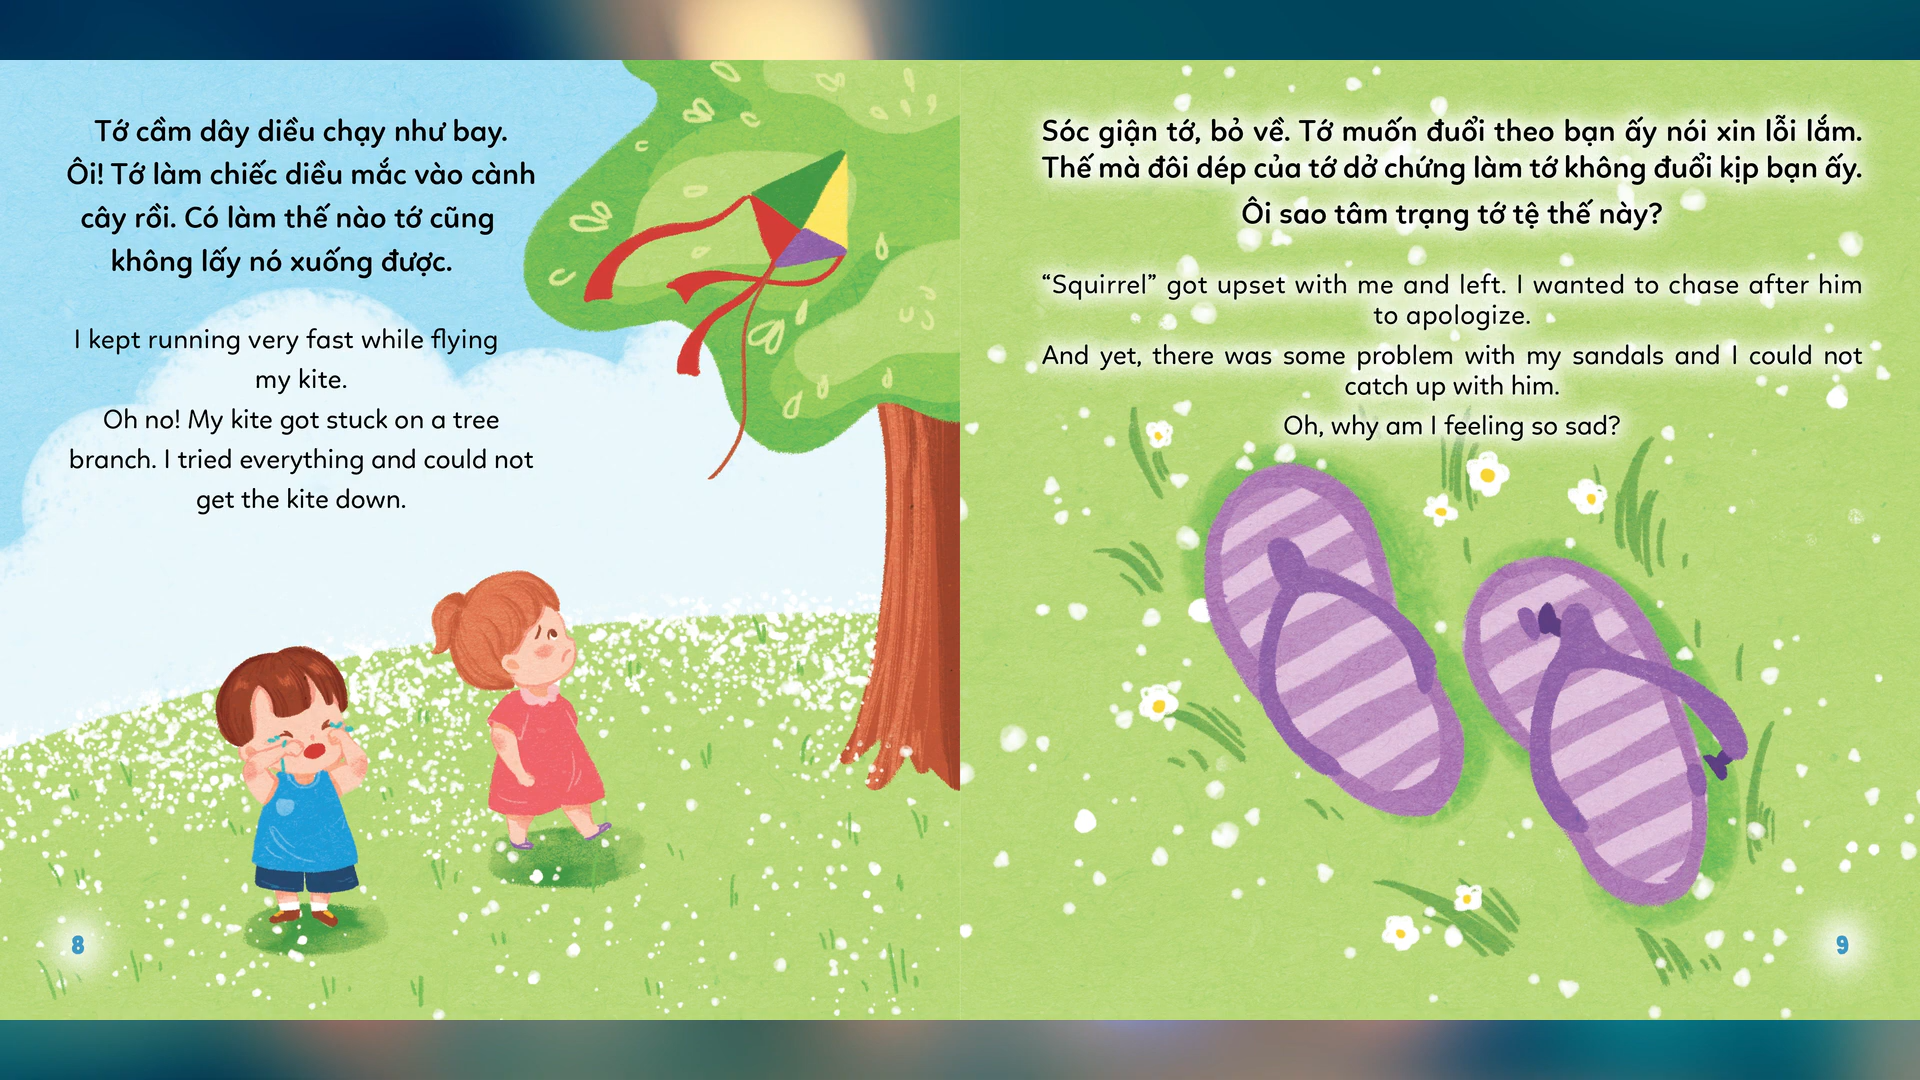 Tớ cầm dây diều chạy như bay.
Ôi! Tớ làm chiếc diều mắc vào cành
cây rồi. Có làm thế nào tớ cũng
không lấy nó xuống được.
I kept running very fast while flying
my kite.
Oh no! My kite got stuck on a tree
branch. I tried everything and could not
get the kite down.
8
Sóc giận tớ, bỏ về. Tớ muốn đuổi theo bạn ấy nói xin lỗi lắm.
Thế mà đôi dép của tớ dở chứng làm tớ không đuổi kịp bạn ấy.
Ôi sao tâm trạng tớ tệ thế này?
“Squirrel” got upset with me and left. I wanted to chase after him
to apologize.
And yet, there was some problem with my sandals and I could not
catch up with him.
Oh, why am I feeling so sad?
9